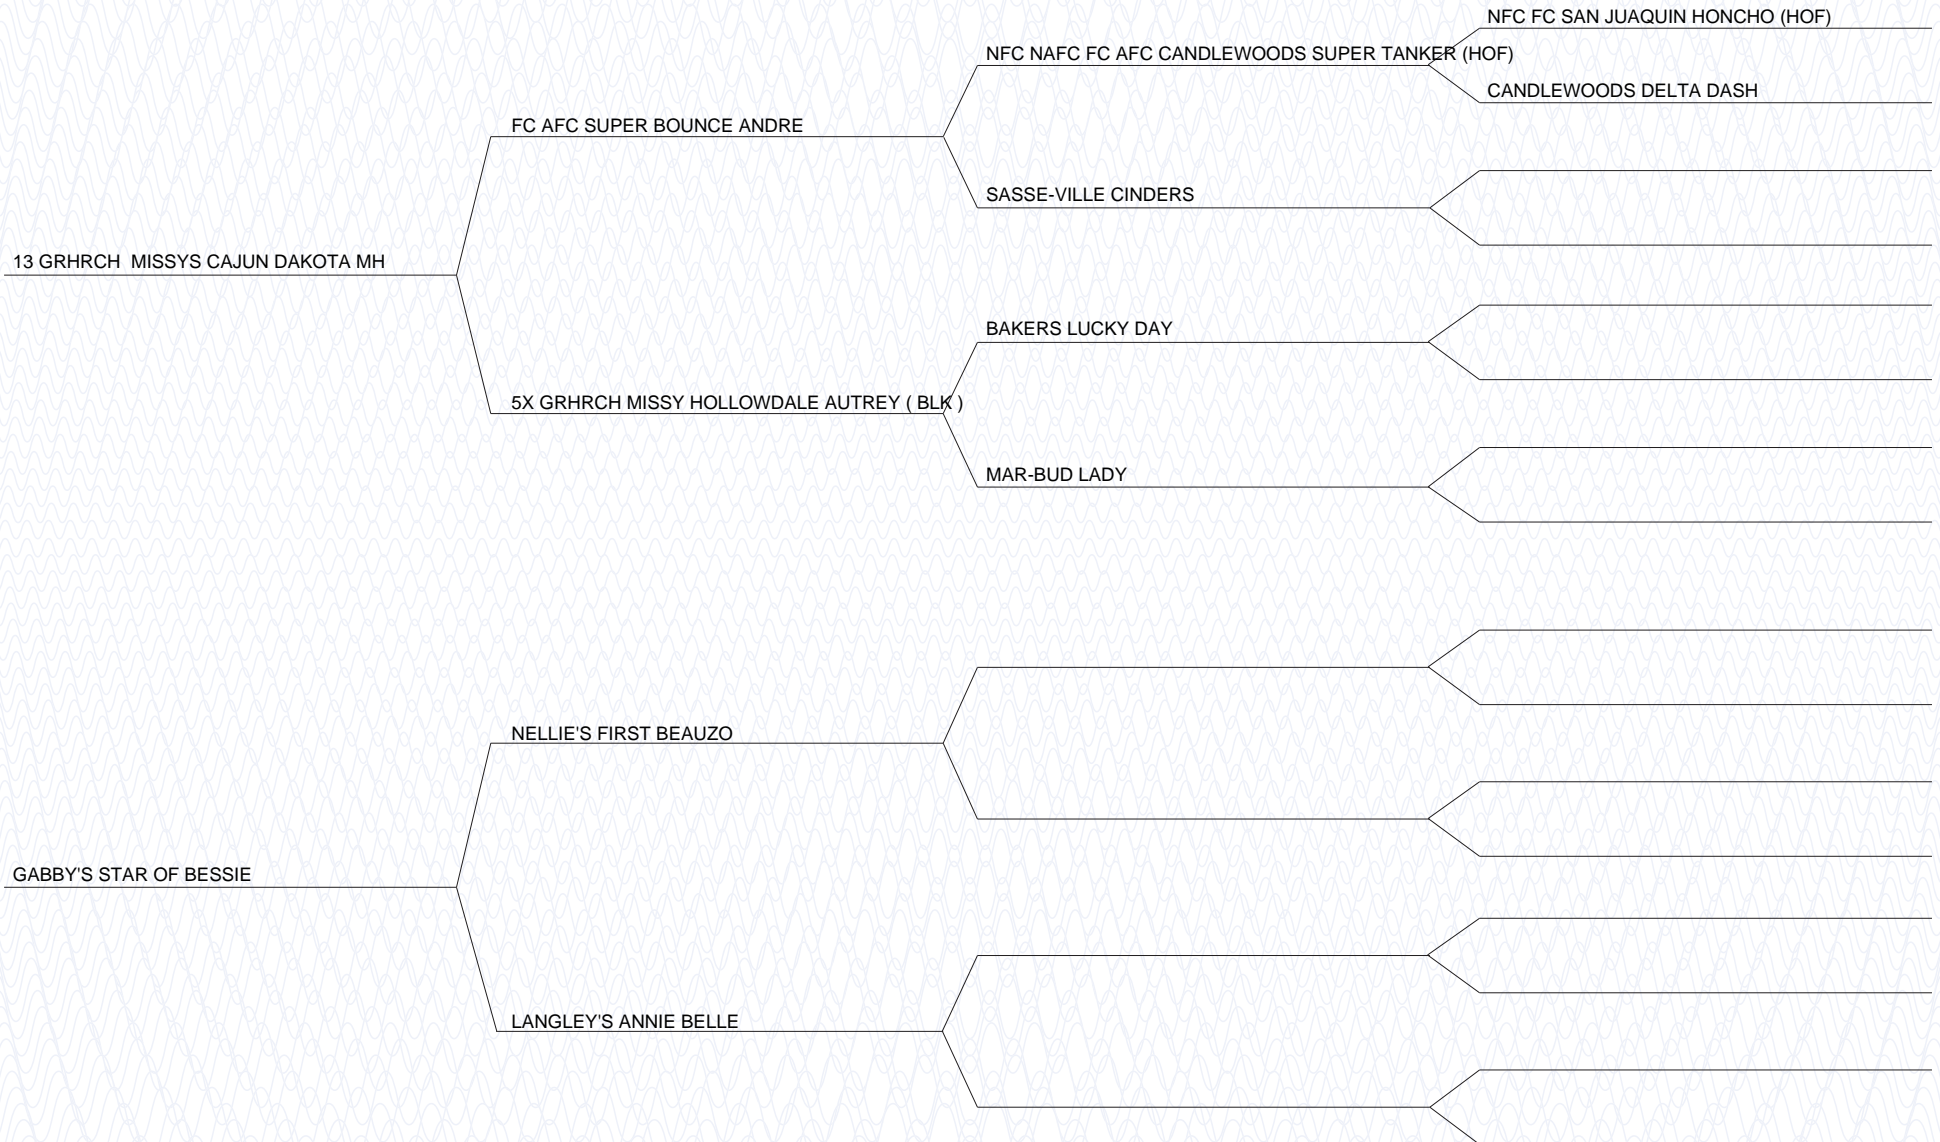 NFC FC SAN JUAQUIN HONCHO (HOF)
NFC NAFC FC AFC CANDLEWOODS SUPER TANKER (HOF)
CANDLEWOODS DELTA DASH
FC AFC SUPER BOUNCE ANDRE
SASSE-VILLE CINDERS
13 GRHRCH  MISSYS CAJUN DAKOTA MH
BAKERS LUCKY DAY
5X GRHRCH MISSY HOLLOWDALE AUTREY ( BLK )
MAR-BUD LADY
NELLIE'S FIRST BEAUZO
GABBY'S STAR OF BESSIE
LANGLEY'S ANNIE BELLE